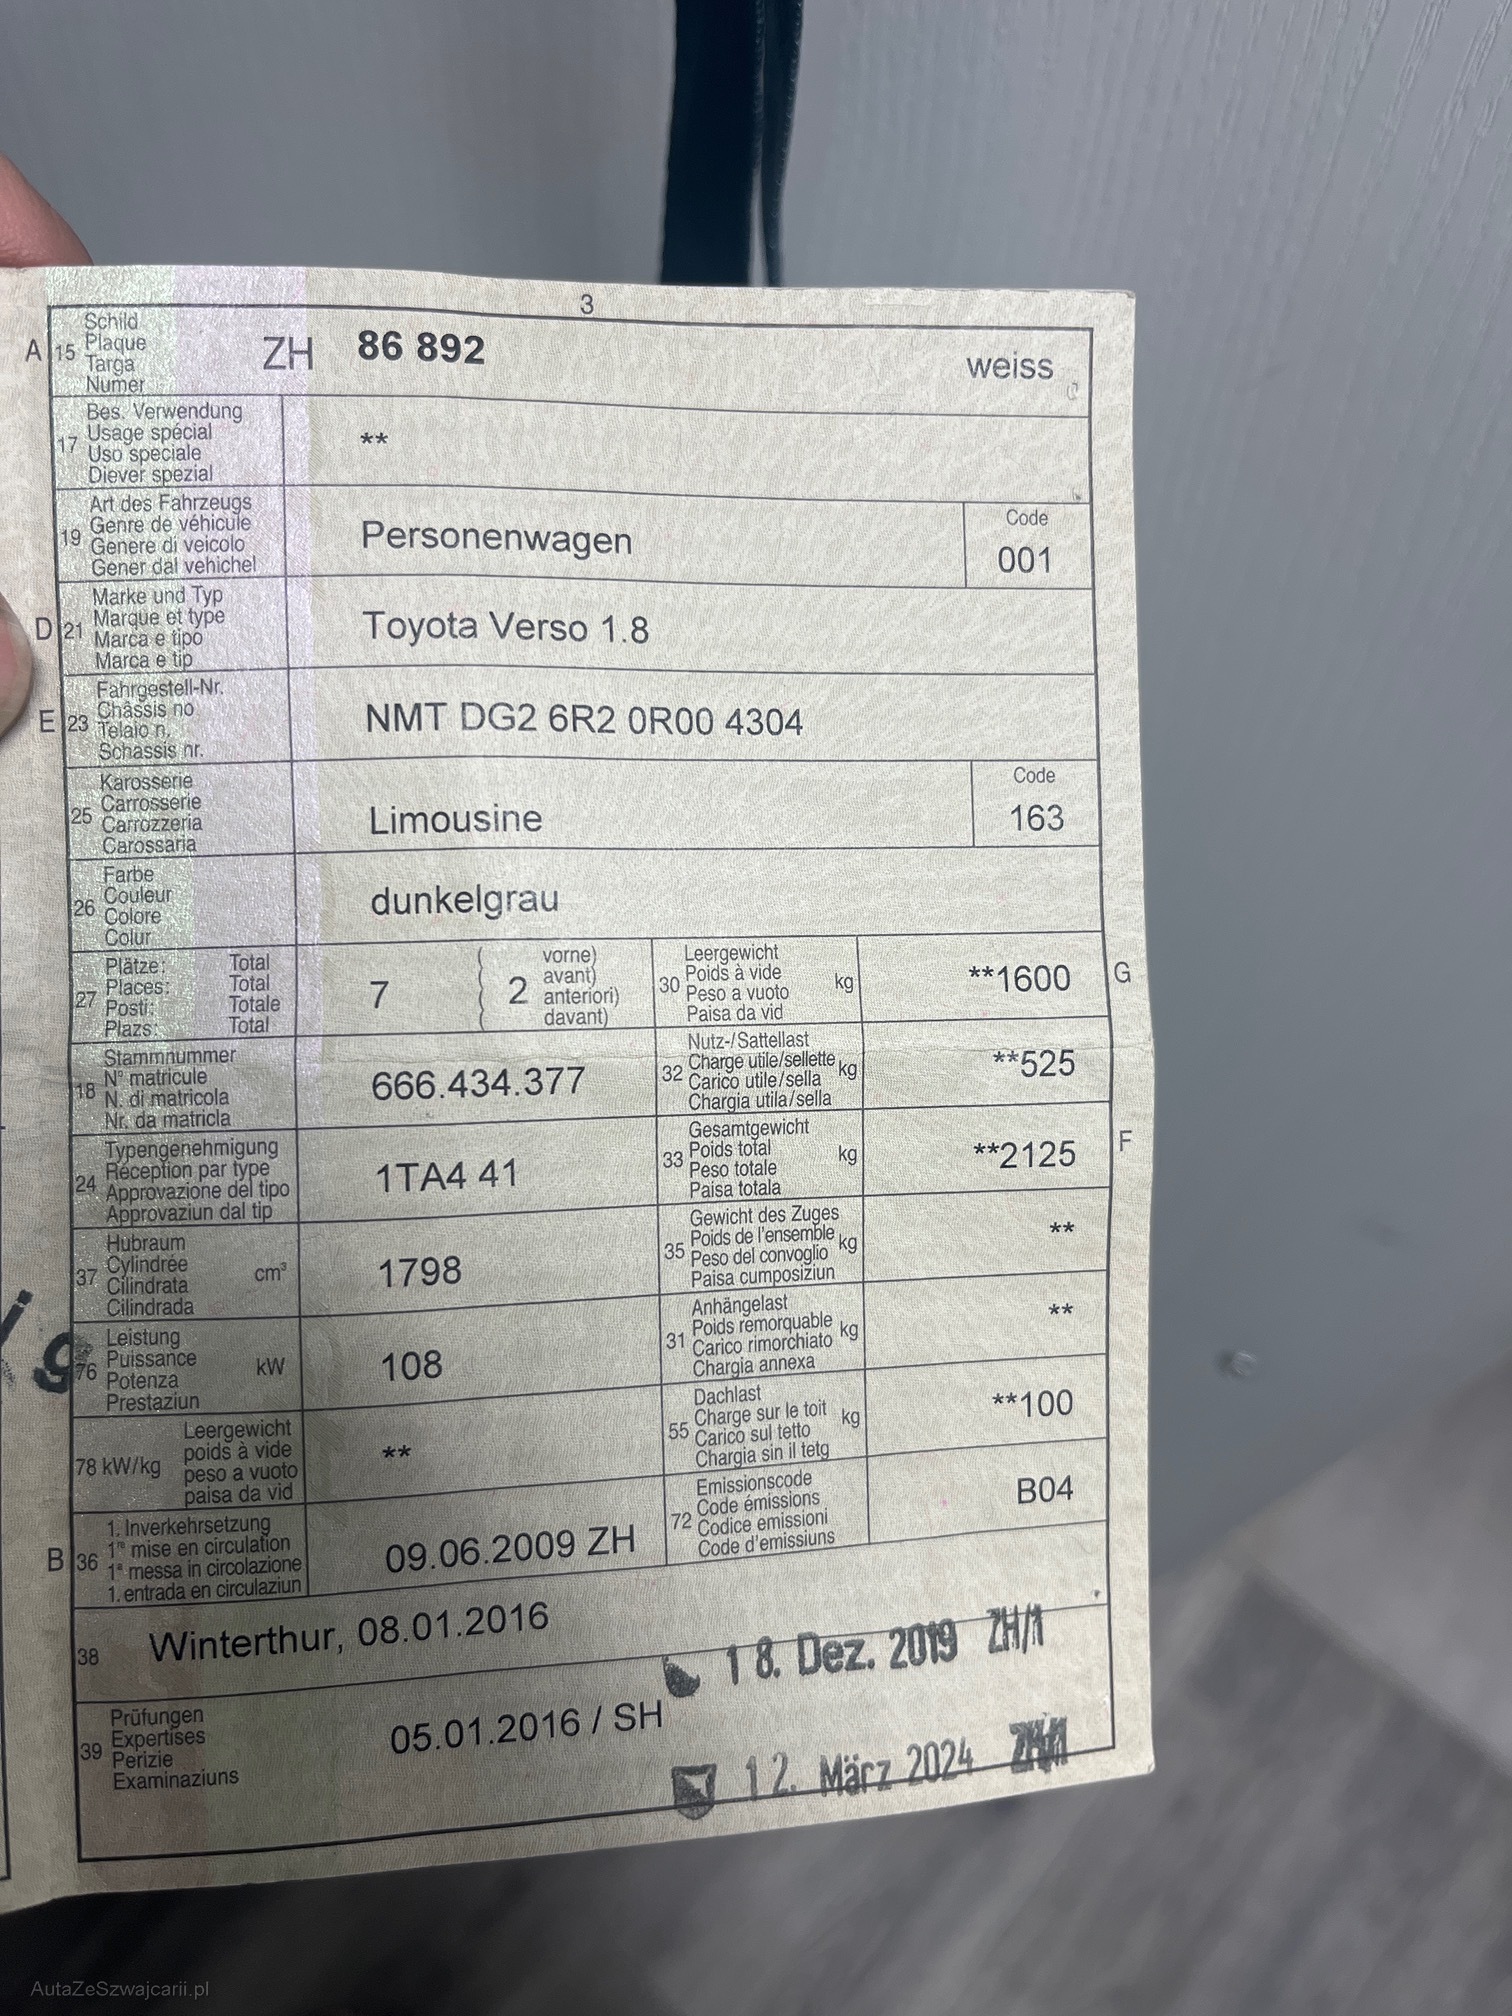 3
A 15 Schild
Plaque
Targa
Numer
ZH 86 892 weiss
17 Bes. Verwendung
Usage spécial
Uso speciale
Diever spezial
**
19 Art des Fahrzeugs
Genre de véhicule
Genere di veicolo
Gener dal vehichel
Personenwagen
Code
001
D 21 Marke und Typ
Marque et type
Marca e tipo
Marca e tip
Toyota Verso 1.8
E 23 Fahrgestell-Nr.
Châssis no
Telaio n.
Schassis nr.
NMT DG2 6R2 0R00 4304
25 Karosserie
Carrosserie
Carrozzeria
Carossaria
Limousine
Code
163
26 Farbe
Couleur
Colore
Colur
dunkelgrau
27 Plätze: Total
Places: Total
Posti: Totale
Plazs: Total
7
2 vorne)
avant)
anteriori)
davant)
30 Leergewicht
Poids à vide kg
Peso a vuoto
Paisa da vid
**1600 G
18 Stammnummer
N° matricule
N. di matricola
Nr. da matricla
666.434.377
32 Nutz-/Sattellast
Charge utile/sellette kg
Carico utile/sella
Chargia utila/sella
**525
24 Typengenehmigung
Réception par type
Approvazione del tipo
Approvaziun dal tip
1TA4 41
33 Gesamtgewicht
Poids total kg
Peso totale
Paisa totala
**2125 F
37 Hubraum
Cylindrée cm³
Cilindrata
Cilindrada
1798
35 Gewicht des Zuges
Poids de l'ensemble kg
Peso del convoglio
Paisa cumposiziun
**
76 Leistung
Puissance kW
Potenza
Prestaziun
108
31 Anhängelast
Poids remorquable kg
Carico rimorchiato
Chargia annexa
**
78 kW/kg Leergewicht
poids à vide
peso a vuoto
paisa da vid
**
55 Dachlast
Charge sur le toit kg
Carico sul tetto
Chargia sin il tetg
**100
B 36 1. Inverkehrsetzung
1re mise en circulation
1a messa in circolazione
1. entrada en circulaziun
09.06.2009 ZH
72 Emissionscode
Code émissions
Codice emissioni
Code d'emissiuns
B04
38 Winterthur, 08.01.2016
18. Dez. 2019 ZH/1
39 Prüfungen
Expertises
Perizie
Examinaziuns
05.01.2016 / SH
12. März 2024 ZH/1
AutaZeSzwajcarii.pl